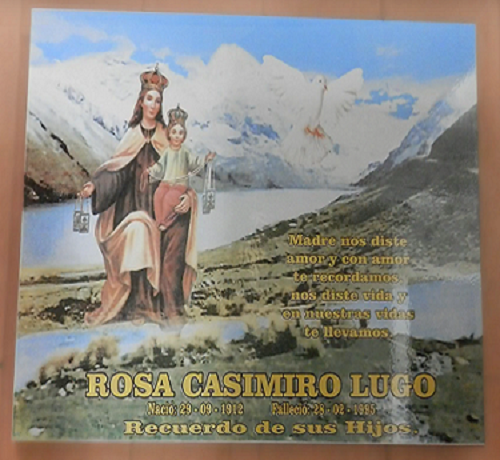 Madre nos diste
amor y con amor
te recordamos,
nos diste vida y
en nuestras vidas
te llevamos.
ROSA CASIMIRO LUGO
Nació: 29 - 09 - 1912 Falleció: 28 - 02 - 1985
Recuerdo de sus Hijos.